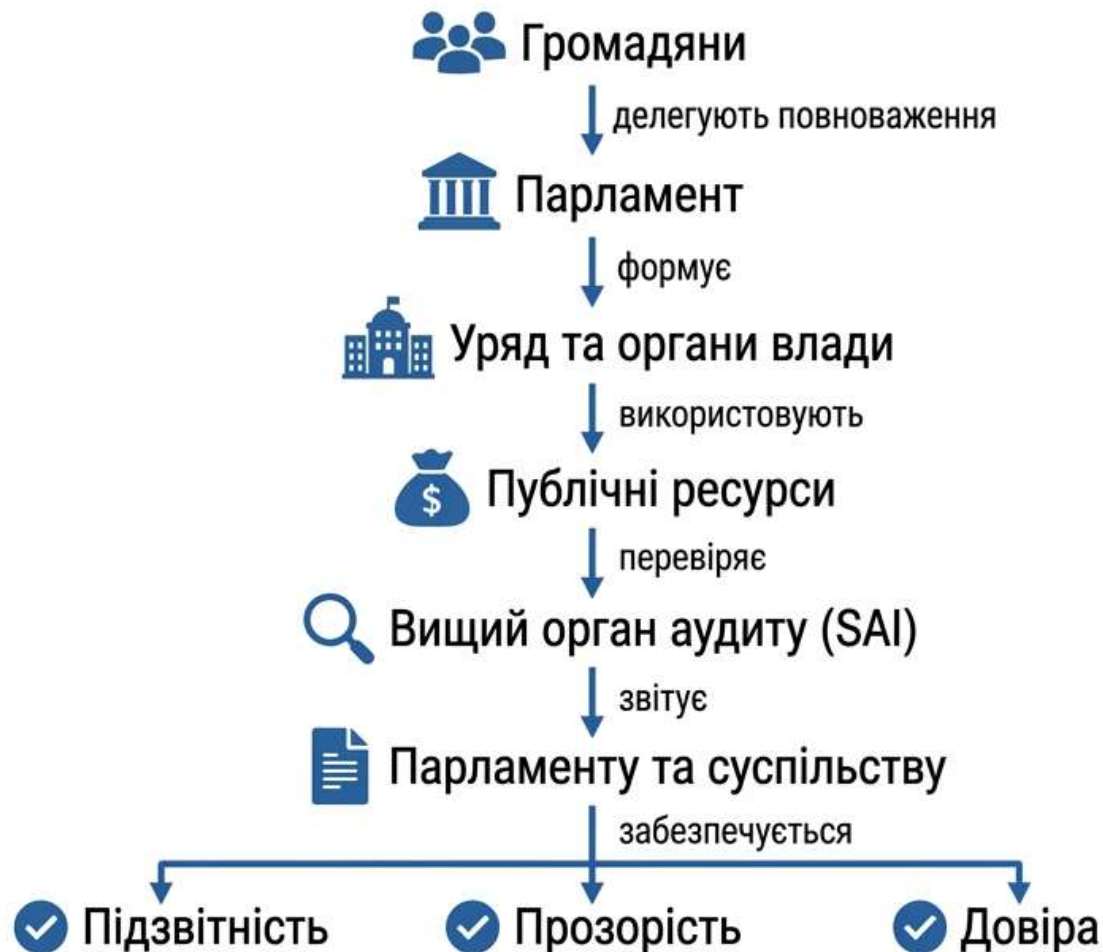 Громадяни
делегують повноваження
Парламент
формує
Уряд та органи влади
використовують
$
Публічні ресурси
перевіряє
Вищий орган аудиту (SAI)
звітує
Парламенту та суспільству
забезпечується
Підзвітність
Прозорість
Довіра